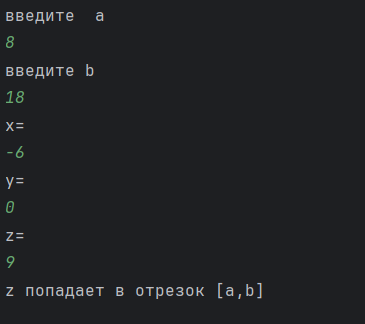 введите  a
8
введите b
18
x=
-6
y=
0
z=
9
z попадает в отрезок [a,b]